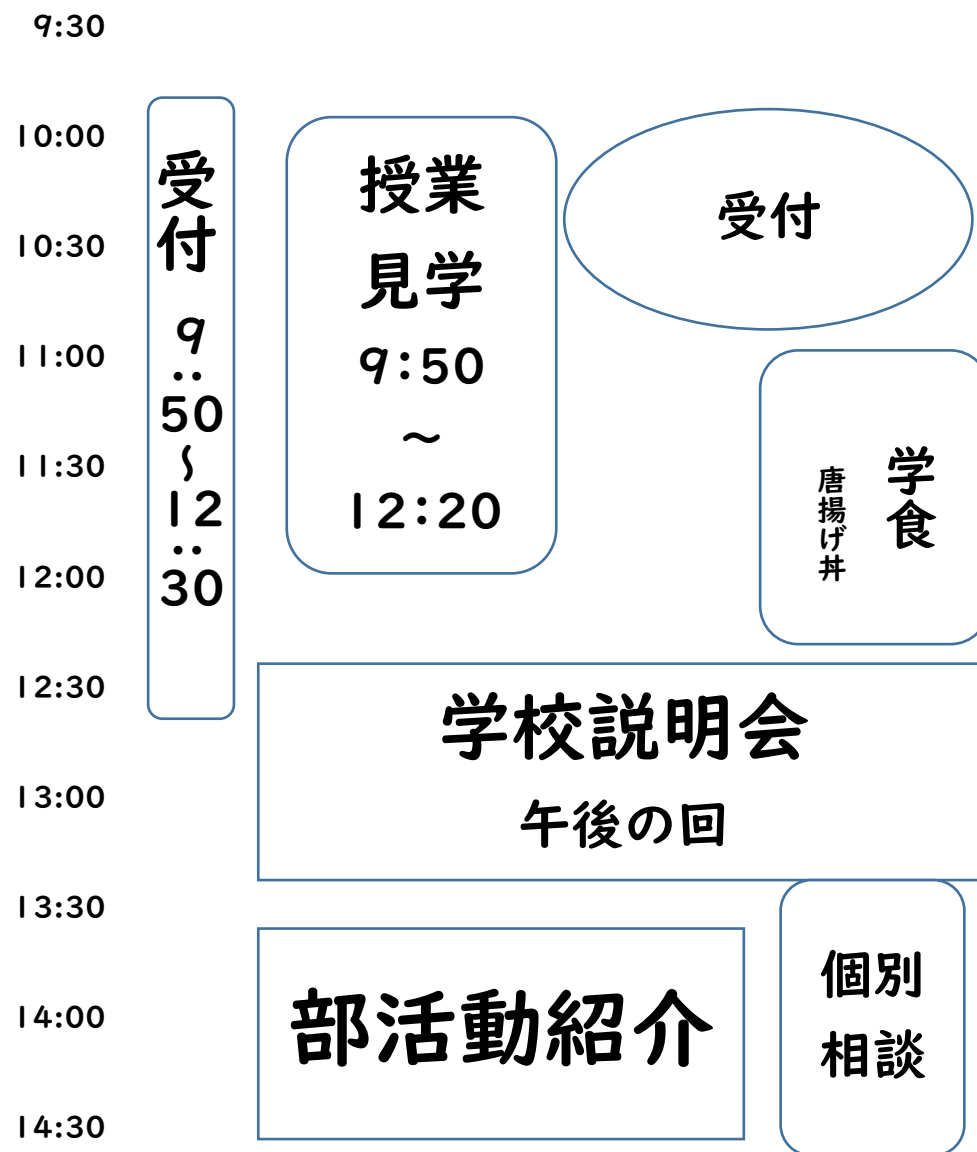 9:30
10:00
10:30
11:00
11:30
12:00
12:30
13:00
13:30
14:00
14:30
受付 9:50~12:30
授業
見学
9:50
~
12:20
受付
学食
唐揚げ丼
学校説明会
午後の回
部活動紹介
個別
相談